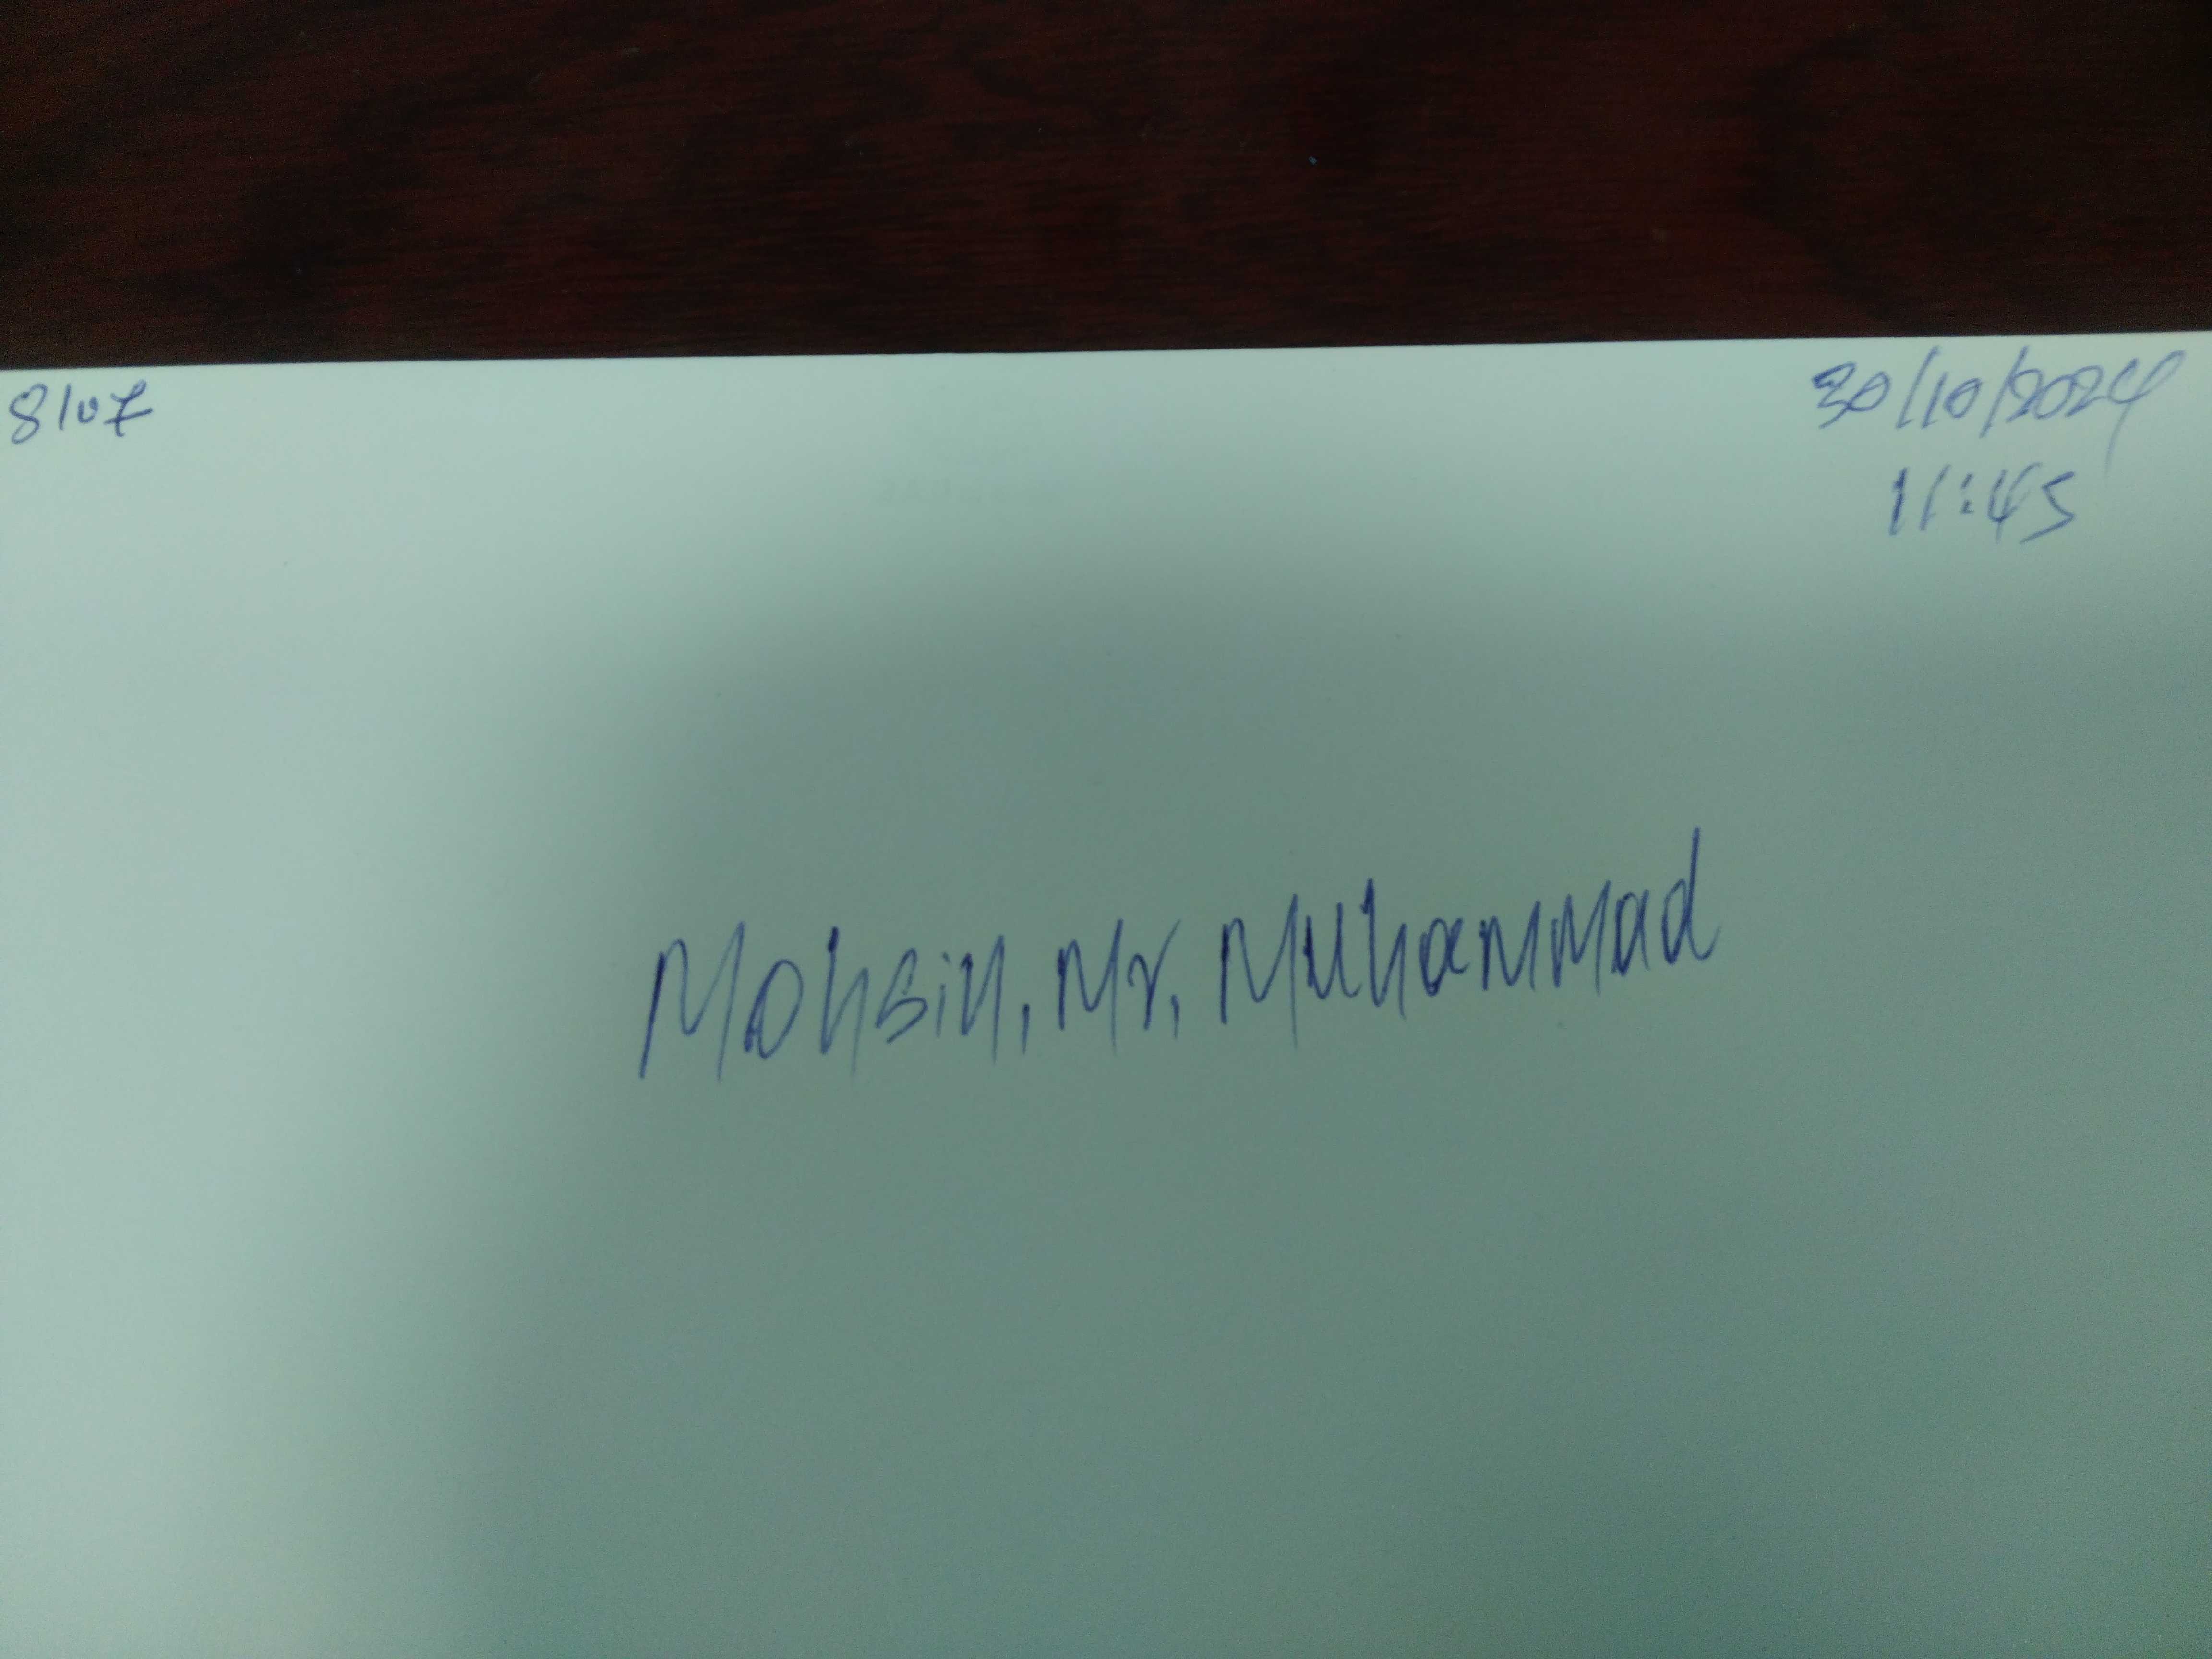 8107
30/10/2024
11:45
Mohsin, Mr, Muhammad